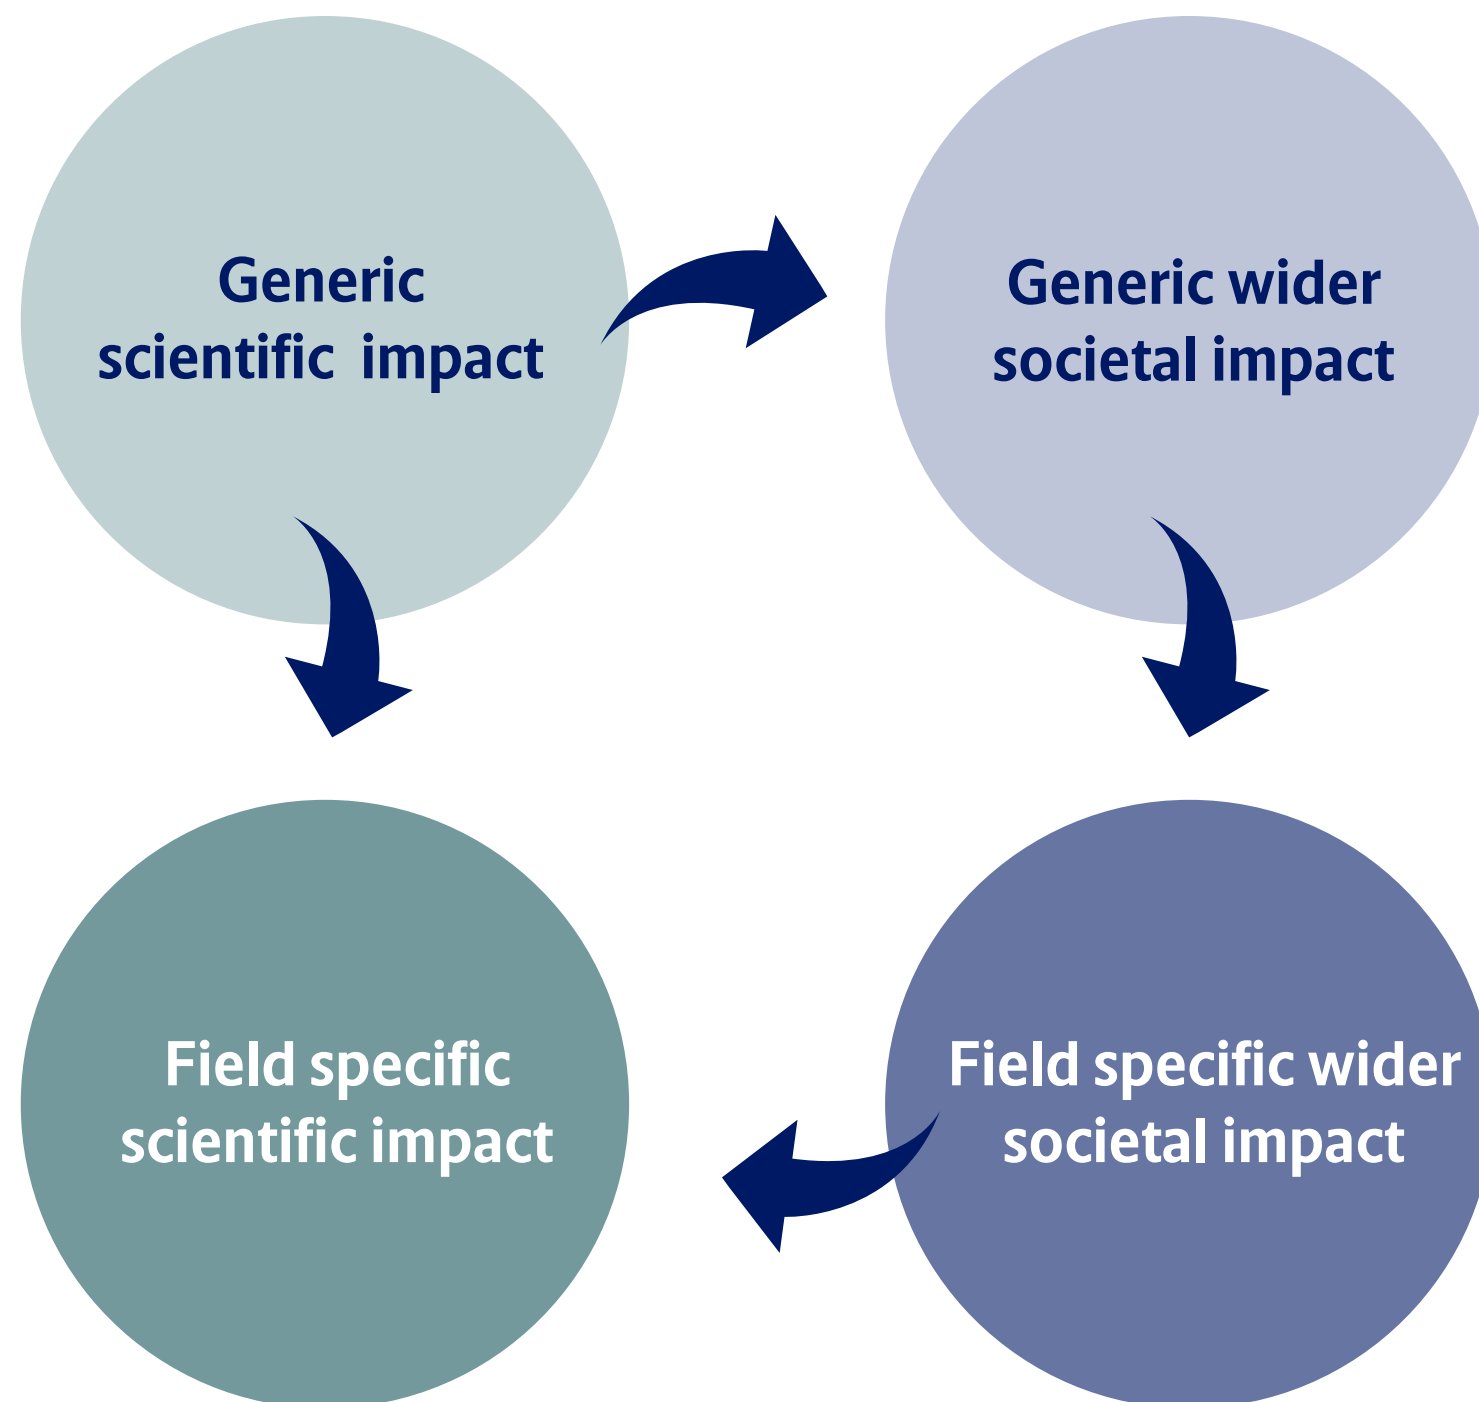 Generic
scientific impact
Generic wider
societal impact
Field specific
scientific impact
Field specific wider
societal impact